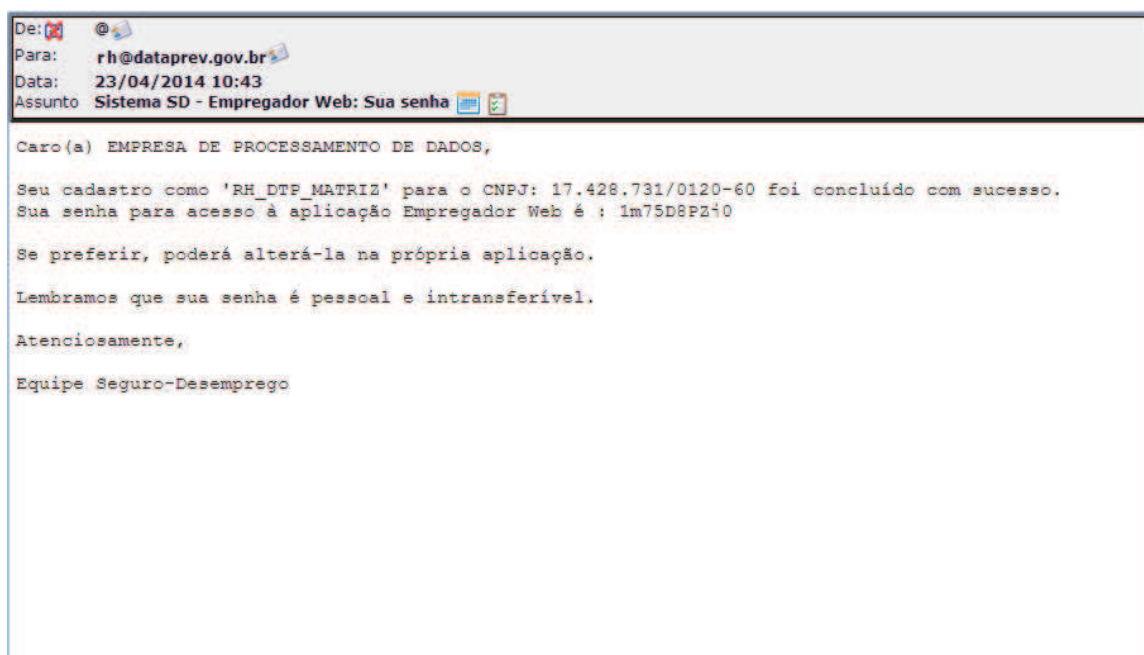 De: @
Para: rh@dataprev.gov.br
Data: 23/04/2014 10:43
Assunto Sistema SD - Empregador Web: Sua senha
Caro(a) EMPRESA DE PROCESSAMENTO DE DADOS,
Seu cadastro como 'RH_DTP_MATRIZ' para o CNPJ: 17.428.731/0120-60 foi concluído com sucesso.
Sua senha para acesso à aplicação Empregador Web é : 1m75D8PZi0
Se preferir, poderá alterá-la na própria aplicação.
Lembramos que sua senha é pessoal e intransferível.
Atenciosamente,
Equipe Seguro-Desemprego